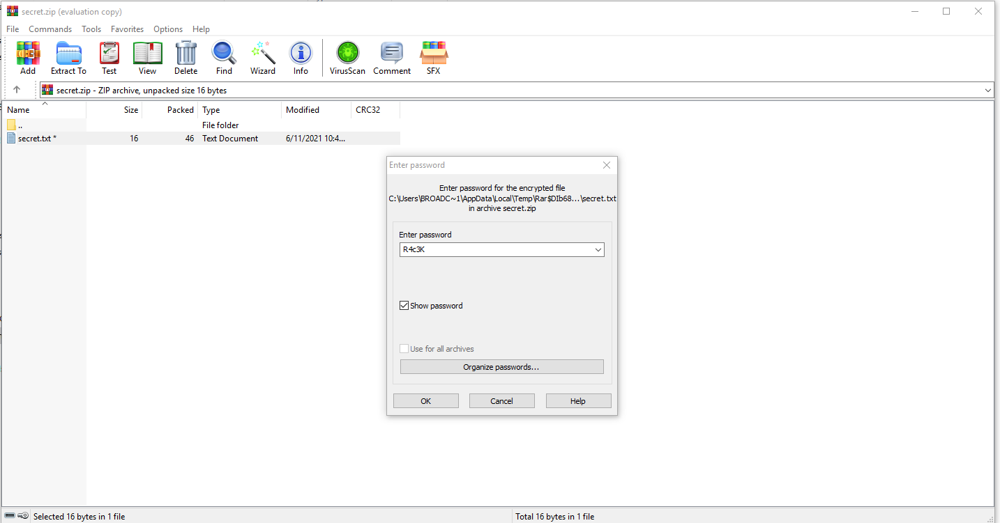 secret.zip (evaluation copy)
File Commands Tools Favorites Options Help
Add Extract To Test View Delete Find Wizard Info VirusScan Comment SFX
secret.zip - ZIP archive, unpacked size 16 bytes
Name Size Packed Type Modified CRC32
.. File folder
secret.txt * 16 46 Text Document 6/11/2021 10:4...
Enter password
Enter password for the encrypted file
C:\Users\BROADC~1\AppData\Local\Temp\Rar$DIb68...\secret.txt
in archive secret.zip
Enter password
R4c3K
Show password
Use for all archives
Organize passwords...
OK Cancel Help
Selected 16 bytes in 1 file Total 16 bytes in 1 file